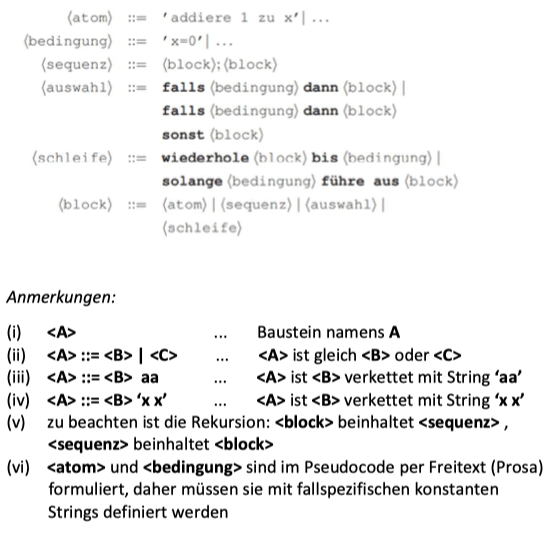 ⟨atom⟩ ::= 'addiere 1 zu x'| ...
⟨bedingung⟩ ::= 'x=0'| ...
⟨sequenz⟩ ::= ⟨block⟩;⟨block⟩
⟨auswahl⟩ ::= falls ⟨bedingung⟩ dann ⟨block⟩ |
falls ⟨bedingung⟩ dann ⟨block⟩
sonst ⟨block⟩
⟨schleife⟩ ::= wiederhole ⟨block⟩ bis ⟨bedingung⟩ |
solange ⟨bedingung⟩ führe aus ⟨block⟩
⟨block⟩ ::= ⟨atom⟩ | ⟨sequenz⟩ | ⟨auswahl⟩ |
⟨schleife⟩
Anmerkungen:
(i) <A> ... Baustein namens A
(ii) <A> ::= <B> | <C> ... <A> ist gleich <B> oder <C>
(iii) <A> ::= <B> aa ... <A> ist <B> verkettet mit String ‘aa’
(iv) <A> ::= <B> ‘x x’ ... <A> ist <B> verkettet mit String ‘x x’
(v) zu beachten ist die Rekursion: <block> beinhaltet <sequenz> ,
<sequenz> beinhaltet <block>
(vi) <atom> und <bedingung> sind im Pseudocode per Freitext (Prosa)
formuliert, daher müssen sie mit fallspezifischen konstanten
Strings definiert werden